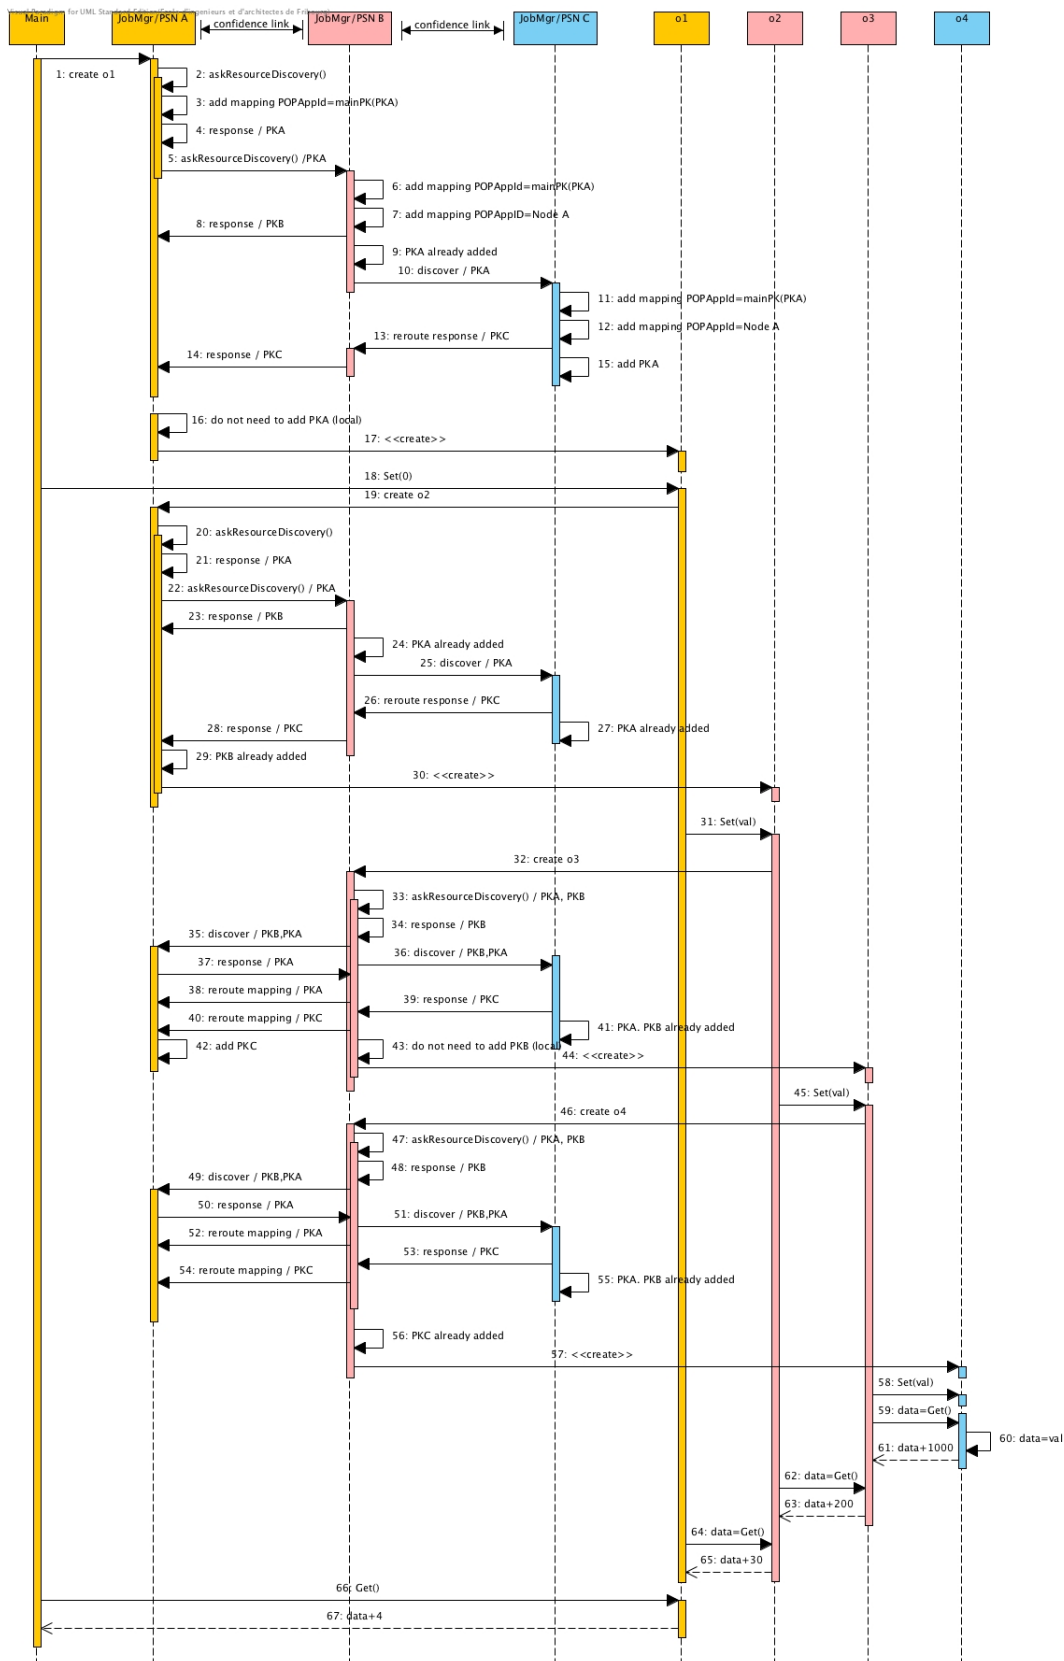 Visual Paradigm for UML Standard Edition(Ecole d'ingenieurs et d'architectes de Fribourg)
Main
JobMgr/PSN A
confidence link
JobMgr/PSN B
confidence link
JobMgr/PSN C
o1
o2
o3
o4
1: create o1
2: askResourceDiscovery()
3: add mapping POPAppId=mainPK(PKA)
4: response / PKA
5: askResourceDiscovery() /PKA
6: add mapping POPAppId=mainPK(PKA)
7: add mapping POPAppID=Node A
8: response / PKB
9: PKA already added
10: discover / PKA
11: add mapping POPAppId=mainPK(PKA)
12: add mapping POPAppId=Node A
13: reroute response / PKC
14: response / PKC
15: add PKA
16: do not need to add PKA (local)
17: <<create>>
18: Set(0)
19: create o2
20: askResourceDiscovery()
21: response / PKA
22: askResourceDiscovery() / PKA
23: response / PKB
24: PKA already added
25: discover / PKA
26: reroute response / PKC
27: PKA already added
28: response / PKC
29: PKB already added
30: <<create>>
31: Set(val)
32: create o3
33: askResourceDiscovery() / PKA, PKB
34: response / PKB
35: discover / PKB,PKA
36: discover / PKB,PKA
37: response / PKA
38: reroute mapping / PKA
39: response / PKC
40: reroute mapping / PKC
41: PKA. PKB already added
42: add PKC
43: do not need to add PKB (local)
44: <<create>>
45: Set(val)
46: create o4
47: askResourceDiscovery() / PKA, PKB
48: response / PKB
49: discover / PKB,PKA
50: response / PKA
51: discover / PKB,PKA
52: reroute mapping / PKA
53: response / PKC
54: reroute mapping / PKC
55: PKA. PKB already added
56: PKC already added
57: <<create>>
58: Set(val)
59: data=Get()
60: data=val
61: data+1000
62: data=Get()
63: data+200
64: data=Get()
65: data+30
66: Get()
67: data+4